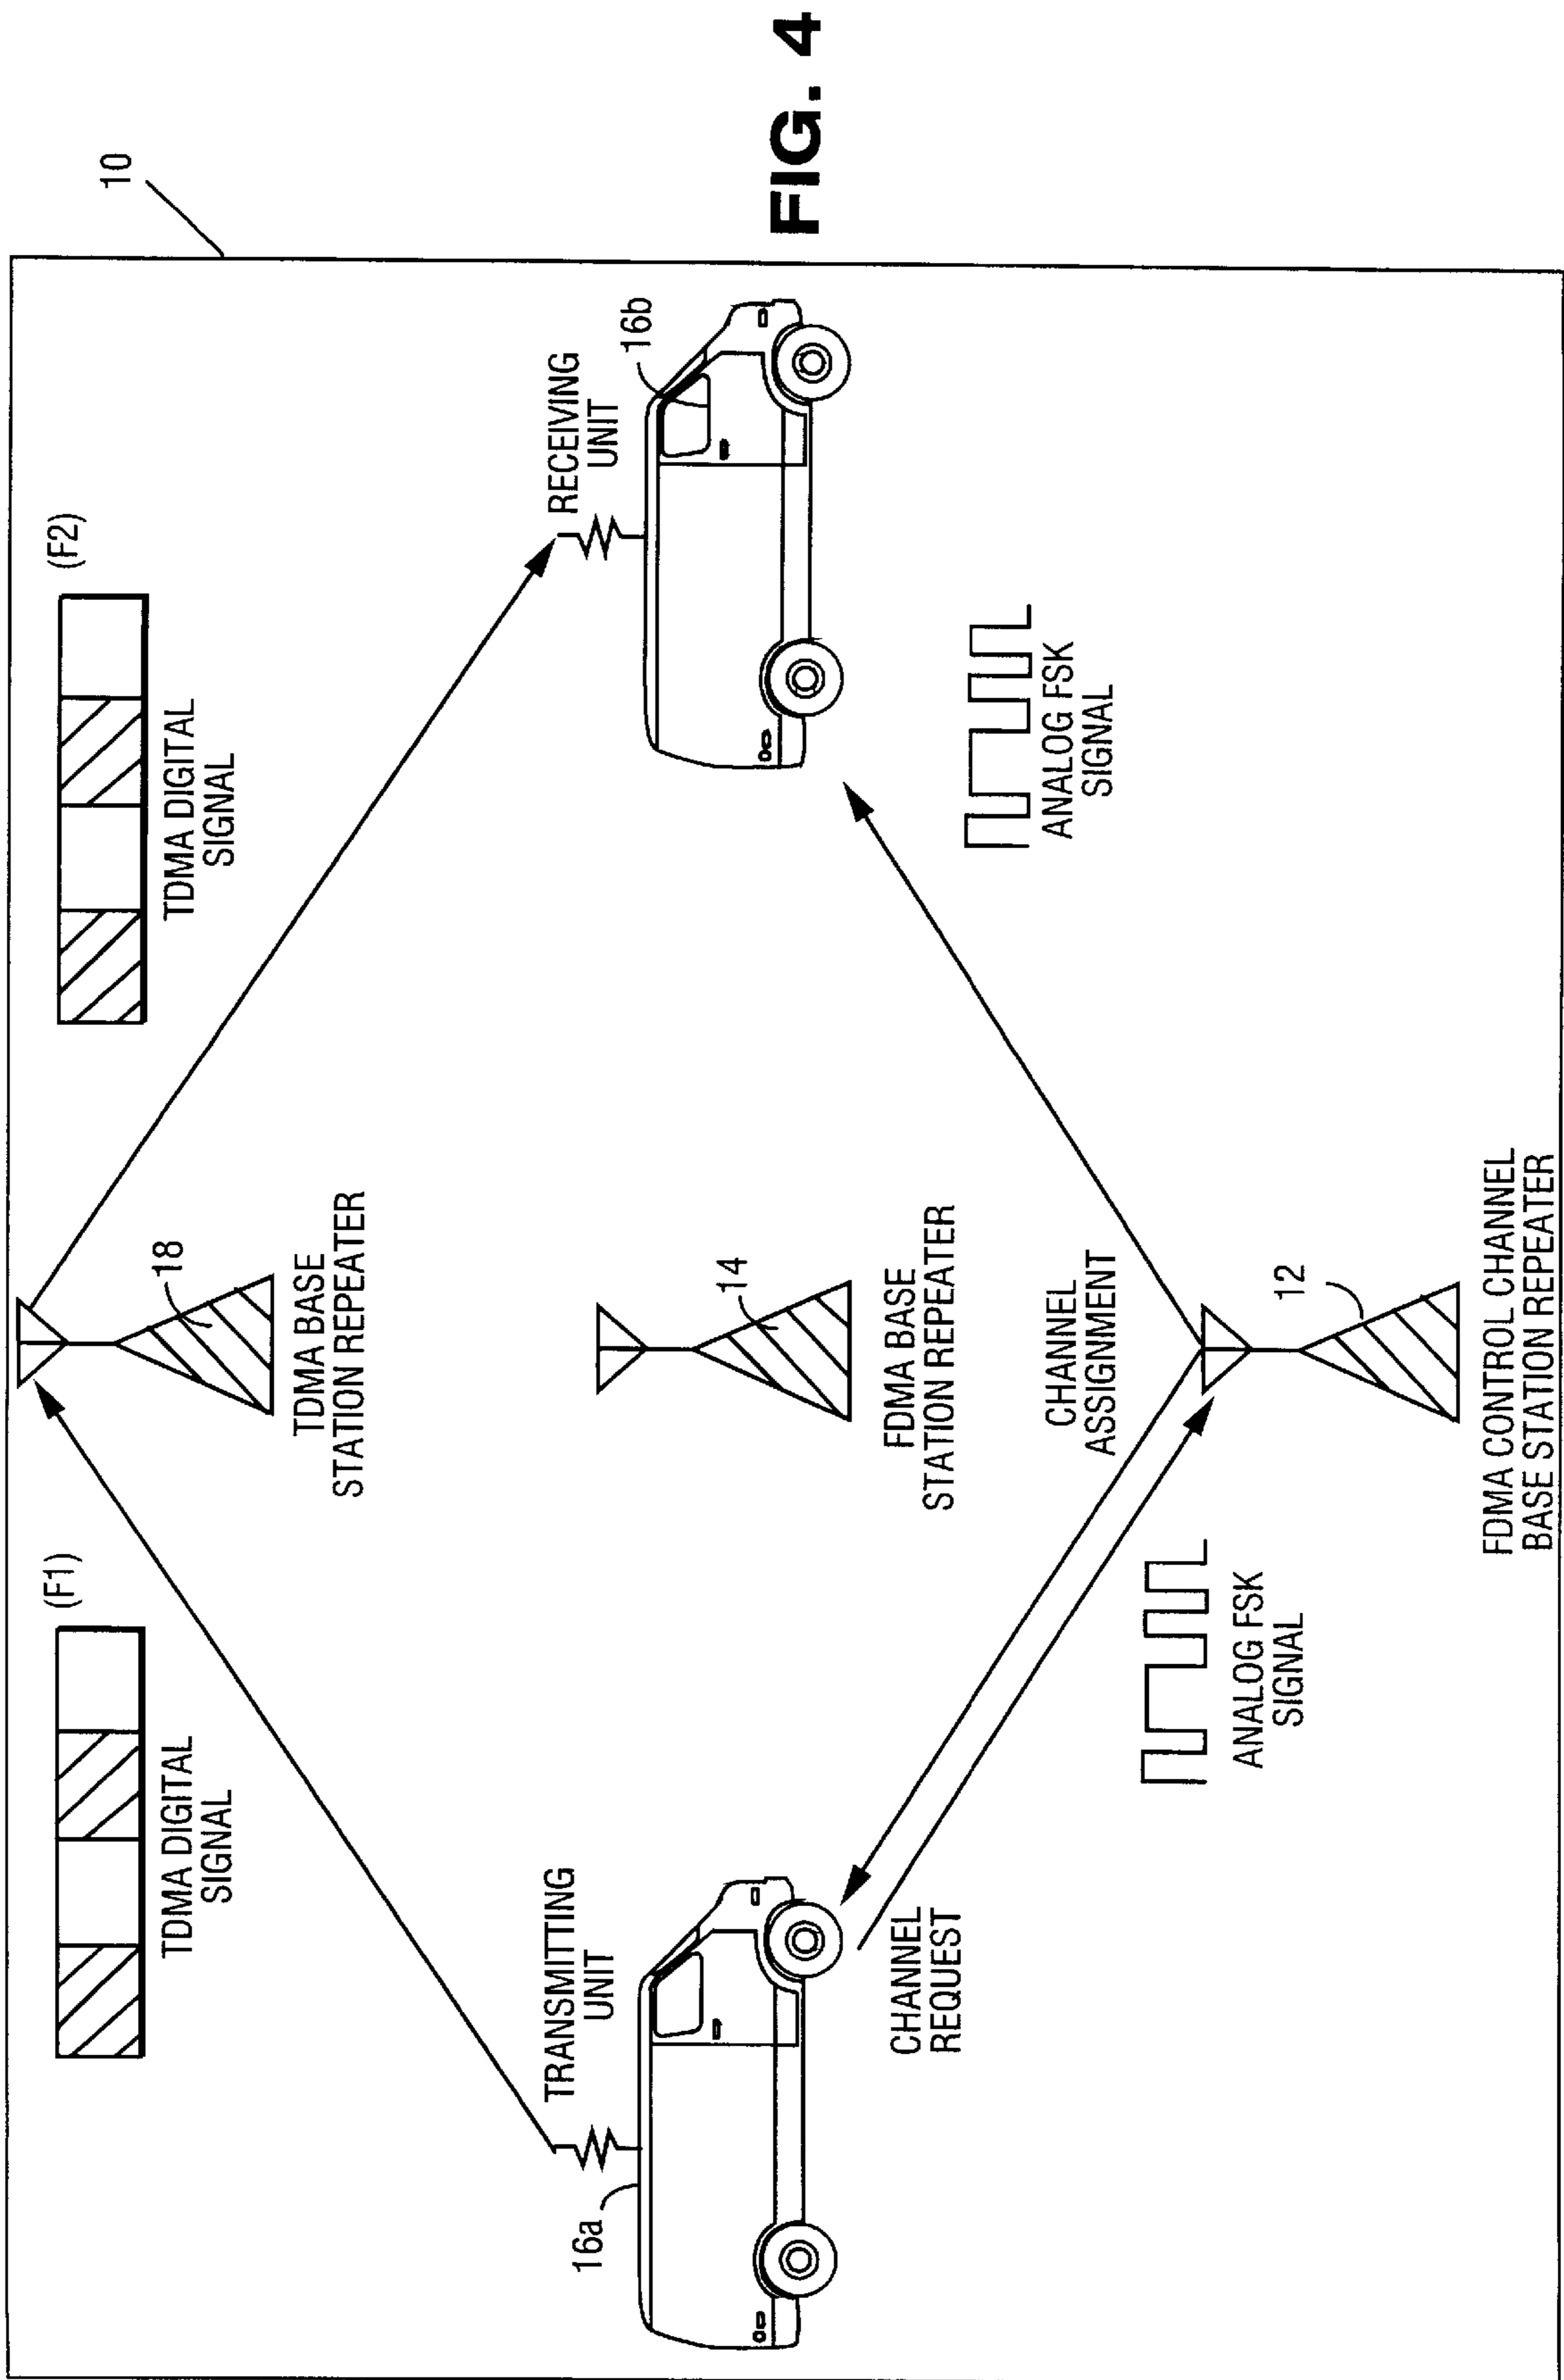 10
(F1)
(F2)
TDMA DIGITAL
SIGNAL
TDMA DIGITAL
SIGNAL
18
TDMA BASE
STATION REPEATER
TRANSMITTING
UNIT
RECEIVING
UNIT
16a
16b
14
FDMA BASE
STATION REPEATER
CHANNEL
REQUEST
CHANNEL
ASSIGNMENT
ANALOG FSK
SIGNAL
ANALOG FSK
SIGNAL
12
FDMA CONTROL CHANNEL
BASE STATION REPEATER
FIG. 4